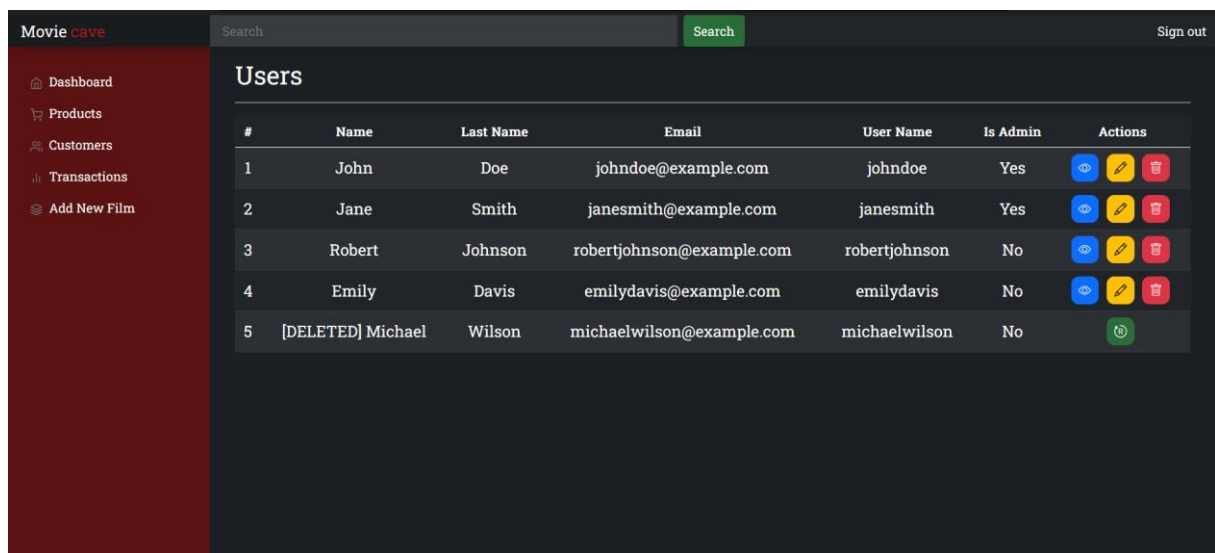 Movie cave Search Search Sign out
Dashboard
Products
Customers
Transactions
Add New Film
Users
# Name Last Name Email User Name Is Admin Actions
1 John Doe johndoe@example.com johndoe Yes
2 Jane Smith janesmith@example.com janesmith Yes
3 Robert Johnson robertjohnson@example.com robertjohnson No
4 Emily Davis emilydavis@example.com emilydavis No
5 [DELETED] Michael Wilson michaelwilson@example.com michaelwilson No R